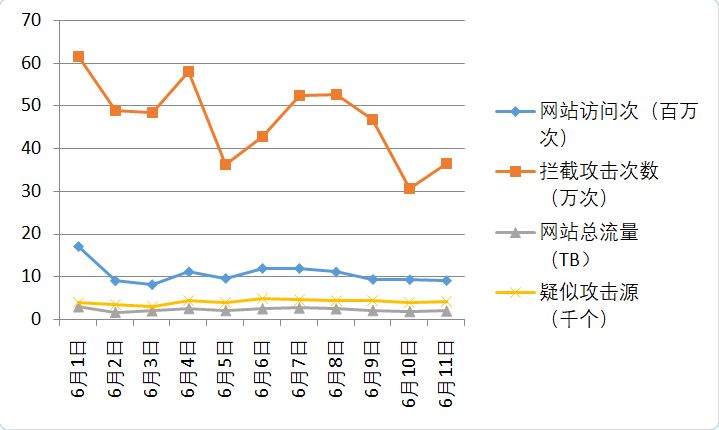 70
60
50
40
30
20
10
0
6月1日
6月2日
6月3日
6月4日
6月5日
6月6日
6月7日
6月8日
6月9日
6月10日
6月11日
网站访问次（百万
次）
拦截攻击次数
（万次）
网站总流量
（TB）
疑似攻击源
（千个）